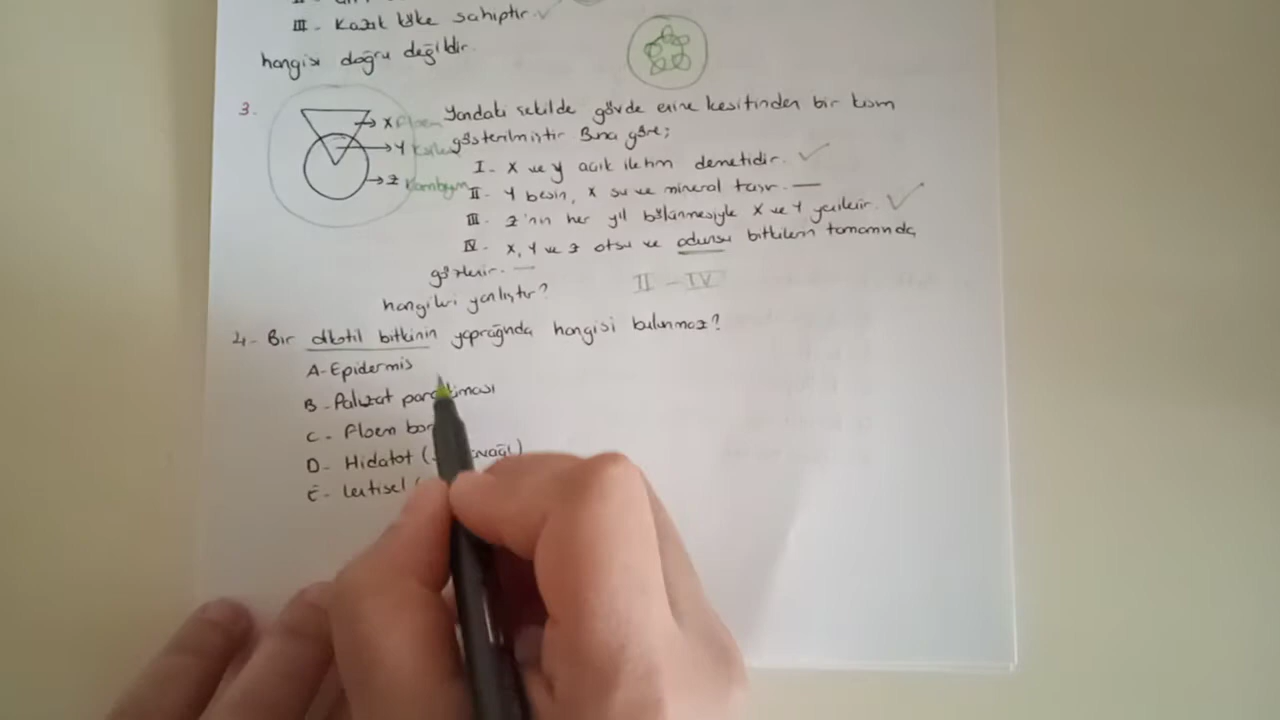 III - Kazık köke sahiptir. ✓
hangisi doğru değildir.
3.
X Floem
Y
Z Kambiyum
Yandaki şekilde gövde enine kesitinden bir kısım
gösterilmiştir. Buna göre;
I - X ve Y açık iletim demetidir. ✓
II - Y besin, X su ve mineral taşır. —
III - Z'nin her yıl bölünmesiyle X ve Y yenilenir. ✓
IV - X, Y ve Z otsu ve odunsu bitkilerin tamamında
görülür. —
hangileri yanlıştır?
II - IV
4- Bir dikotil bitkinin yaprağında hangisi bulunmaz?
A- Epidermis
B - Palizat
C - Floem
D - Hidatot (
E - Lentisel (